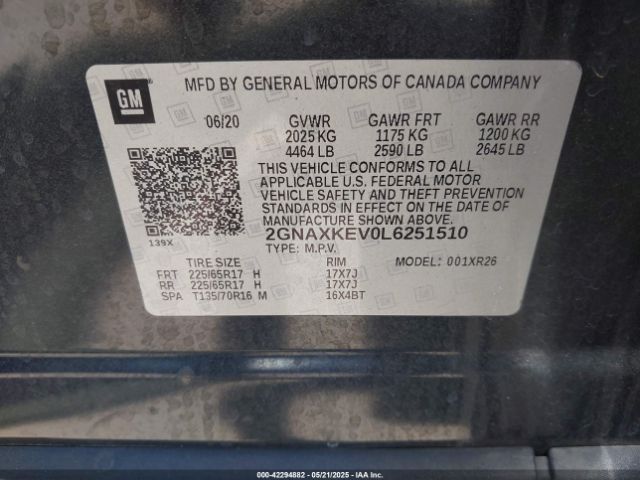 GM
MFD BY GENERAL MOTORS OF CANADA COMPANY
06/20 GVWR GAWR FRT GAWR RR
2025 KG 1175 KG 1200 KG
4464 LB 2590 LB 2645 LB
THIS VEHICLE CONFORMS TO ALL
APPLICABLE U.S. FEDERAL MOTOR
VEHICLE SAFETY AND THEFT PREVENTION
STANDARDS IN EFFECT ON THE DATE OF
MANUFACTURE SHOWN ABOVE.
139X
2GNAXKEV0L6251510
TYPE: M.P.V. MODEL: 001XR26
TIRE SIZE RIM
FRT 225/65R17 H 17X7J
RR 225/65R17 H 17X7J
SPA T135/70R16 M 16X4BT
000-42294882 — 05/21/2025 — IAA Inc.